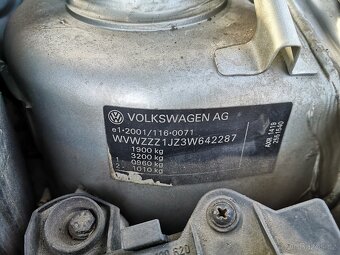 VOLKSWAGEN AG
e1*2001/116*0071
WVWZZZ1JZ3W642287
1900 kg
3200 kg
1- 0960 kg
2- 1010 kg